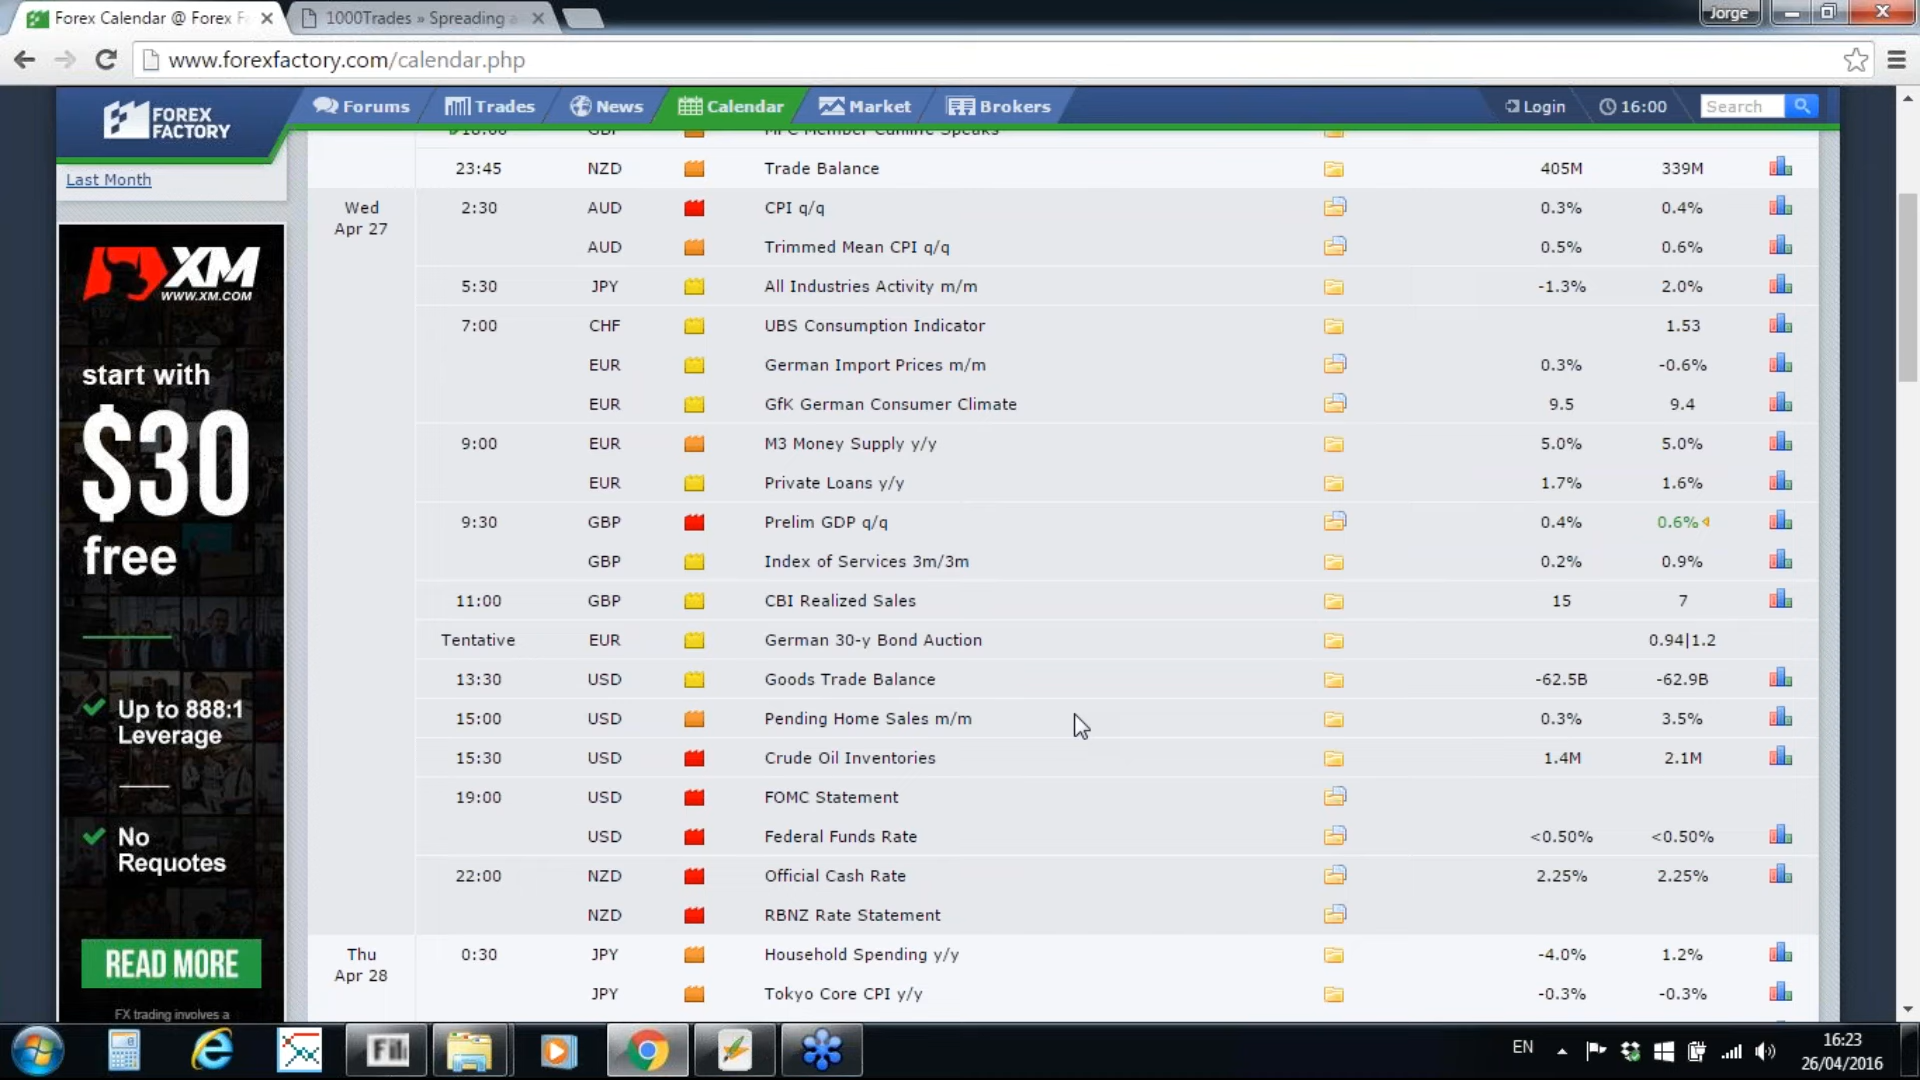 Forex Calendar @ Forex F
1000Trades » Spreading a
Jorge
www.forexfactory.com/calendar.php
FOREX FACTORY
Forums
Trades
News
Calendar
Market
Brokers
Login
16:00
Search
Last Month
XM
WWW.XM.COM
start with
$30
free
Up to 888:1
Leverage
No
Requotes
READ MORE
FX trading involves a
MPC Member Cunliffe Speaks
23:45 NZD Trade Balance 405M 339M
Wed Apr 27 2:30 AUD CPI q/q 0.3% 0.4%
AUD Trimmed Mean CPI q/q 0.5% 0.6%
5:30 JPY All Industries Activity m/m -1.3% 2.0%
7:00 CHF UBS Consumption Indicator 1.53
EUR German Import Prices m/m 0.3% -0.6%
EUR GfK German Consumer Climate 9.5 9.4
9:00 EUR M3 Money Supply y/y 5.0% 5.0%
EUR Private Loans y/y 1.7% 1.6%
9:30 GBP Prelim GDP q/q 0.4% 0.6%
GBP Index of Services 3m/3m 0.2% 0.9%
11:00 GBP CBI Realized Sales 15 7
Tentative EUR German 30-y Bond Auction 0.94|1.2
13:30 USD Goods Trade Balance -62.5B -62.9B
15:00 USD Pending Home Sales m/m 0.3% 3.5%
15:30 USD Crude Oil Inventories 1.4M 2.1M
19:00 USD FOMC Statement
USD Federal Funds Rate <0.50% <0.50%
22:00 NZD Official Cash Rate 2.25% 2.25%
NZD RBNZ Rate Statement
Thu Apr 28 0:30 JPY Household Spending y/y -4.0% 1.2%
JPY Tokyo Core CPI y/y -0.3% -0.3%
EN
16:23
26/04/2016